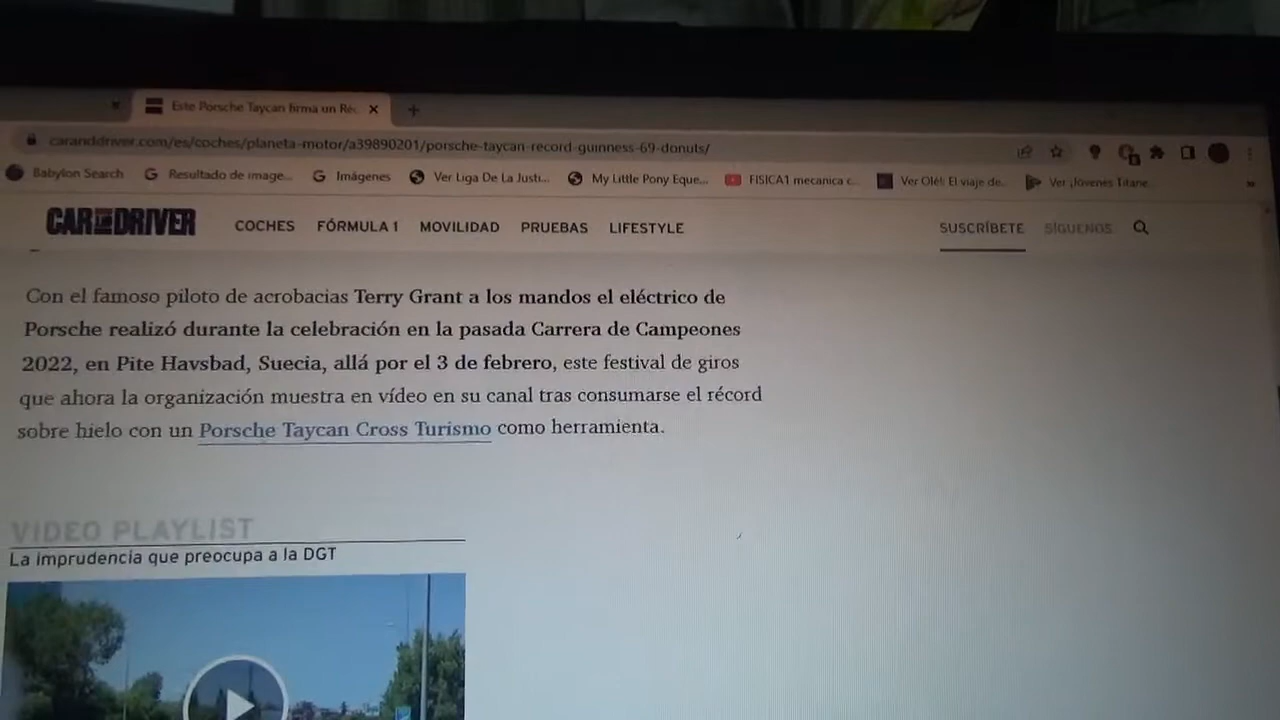 Este Porsche Taycan firma un Réc
caranddriver.com/es/coches/planeta-motor/a39890201/porsche-taycan-record-guinness-69-donuts/
Babylon Search Resultado de image... Imágenes Ver Liga De La Justi... My Little Pony Eque... FISICA1 mecanica c... Ver Olé! El viaje de... Ver ¡Jóvenes Titane...
CAR AND DRIVER COCHES FÓRMULA 1 MOVILIDAD PRUEBAS LIFESTYLE SUSCRÍBETE SÍGUENOS
Con el famoso piloto de acrobacias Terry Grant a los mandos el eléctrico de
Porsche realizó durante la celebración en la pasada Carrera de Campeones
2022, en Pite Havsbad, Suecia, allá por el 3 de febrero, este festival de giros
que ahora la organización muestra en vídeo en su canal tras consumarse el récord
sobre hielo con un Porsche Taycan Cross Turismo como herramienta.
VIDEO PLAYLIST
La imprudencia que preocupa a la DGT